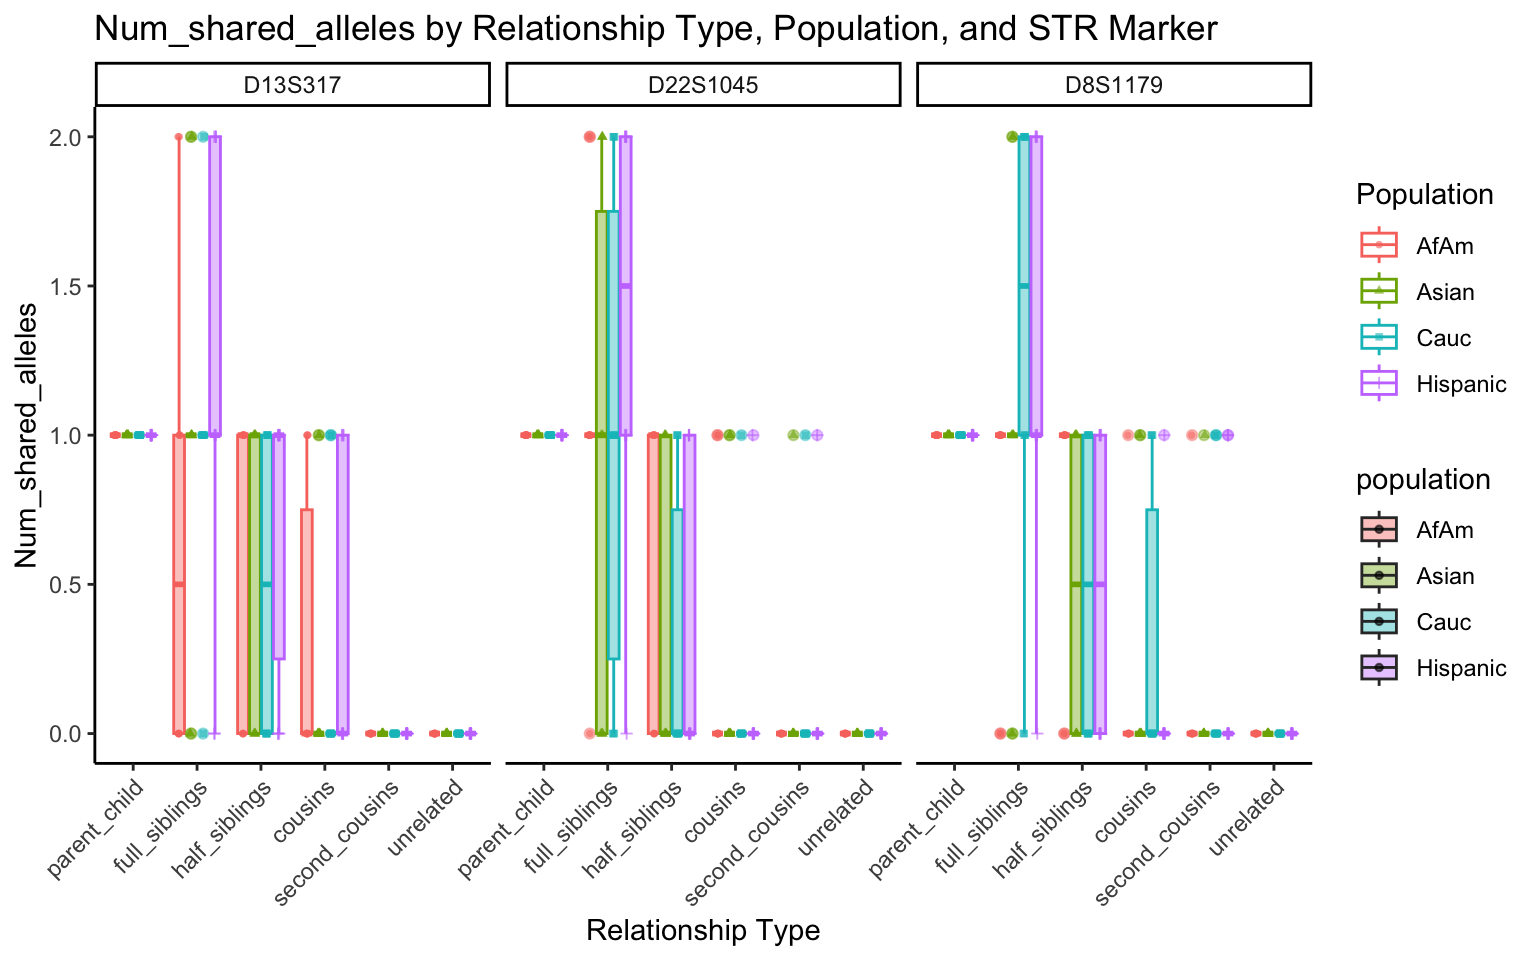 Num_shared_alleles by Relationship Type, Population, and STR Marker
D13S317
D22S1045
D8S1179
2.0
1.5
1.0
0.5
0.0
Num_shared_alleles
parent_child
full_siblings
half_siblings
cousins
second_cousins
unrelated
parent_child
full_siblings
half_siblings
cousins
second_cousins
unrelated
parent_child
full_siblings
half_siblings
cousins
second_cousins
unrelated
Relationship Type
Population
AfAm
Asian
Cauc
Hispanic
population
AfAm
Asian
Cauc
Hispanic